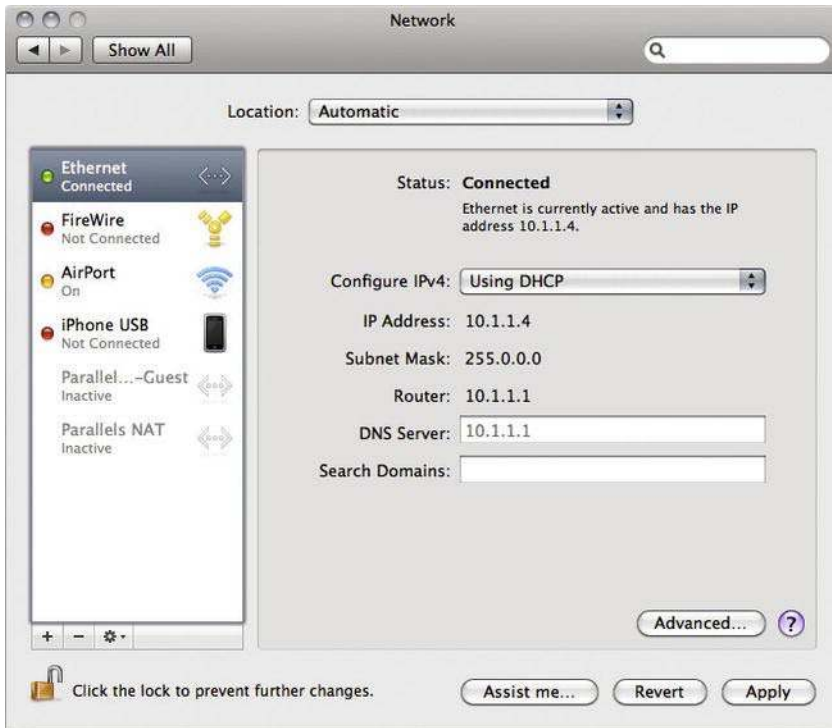 Network
Show All
Location: Automatic
Ethernet
Connected
FireWire
Not Connected
AirPort
On
iPhone USB
Not Connected
Parallel...-Guest
Inactive
Parallels NAT
Inactive
Status: Connected
Ethernet is currently active and has the IP
address 10.1.1.4.
Configure IPv4: Using DHCP
IP Address: 10.1.1.4
Subnet Mask: 255.0.0.0
Router: 10.1.1.1
DNS Server: 10.1.1.1
Search Domains:
Advanced... ?
+ −
Click the lock to prevent further changes.
Assist me... Revert Apply